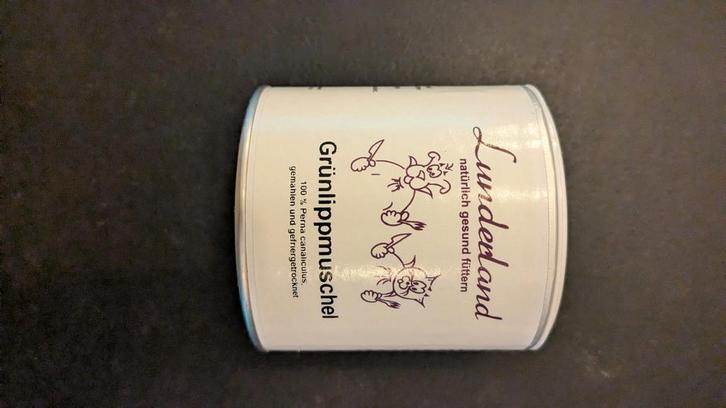 Lunderland
natürlich gesund füttern
Grünlippmuschel
100 % Perna canaliculus,
gemahlen und gefriergetrocknet